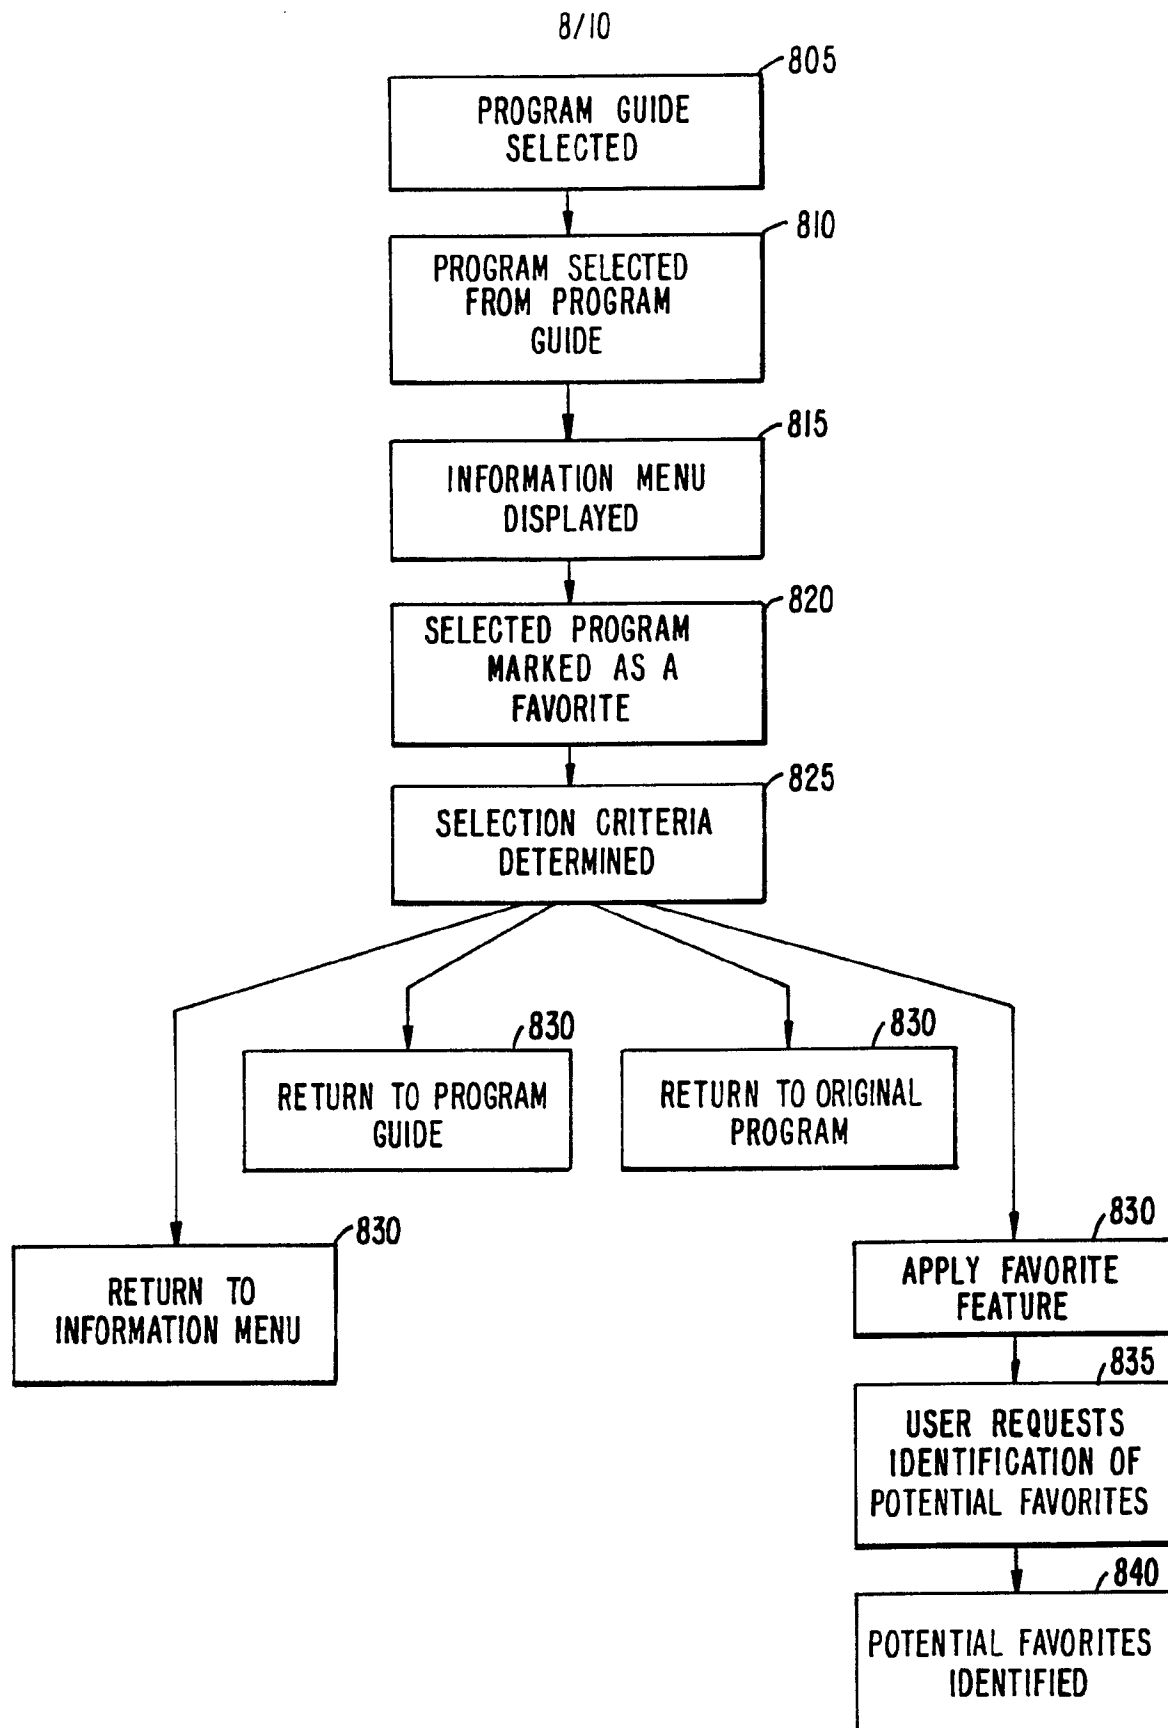 8/10
805
PROGRAM GUIDE
SELECTED
810
PROGRAM SELECTED
FROM PROGRAM
GUIDE
815
INFORMATION MENU
DISPLAYED
820
SELECTED PROGRAM
MARKED AS A
FAVORITE
825
SELECTION CRITERIA
DETERMINED
830
RETURN TO PROGRAM
GUIDE
830
RETURN TO ORIGINAL
PROGRAM
830
RETURN TO
INFORMATION MENU
830
APPLY FAVORITE
FEATURE
835
USER REQUESTS
IDENTIFICATION OF
POTENTIAL FAVORITES
840
POTENTIAL FAVORITES
IDENTIFIED